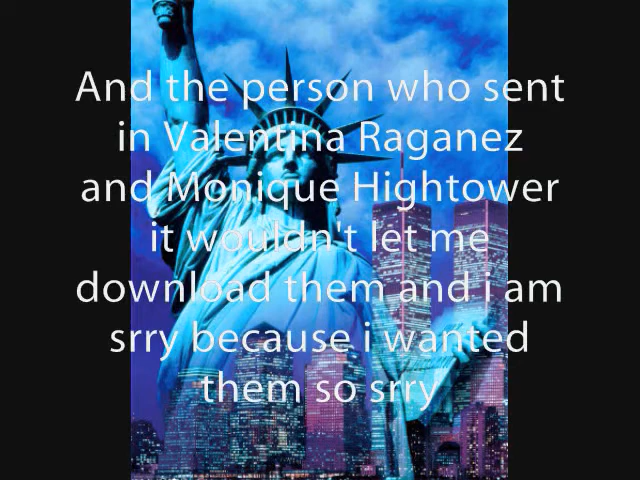 And the person who sent
in Valentina Raganez
and Monique Hightower
it wouldn't let me
download them and i am
srry because i wanted
them so srry